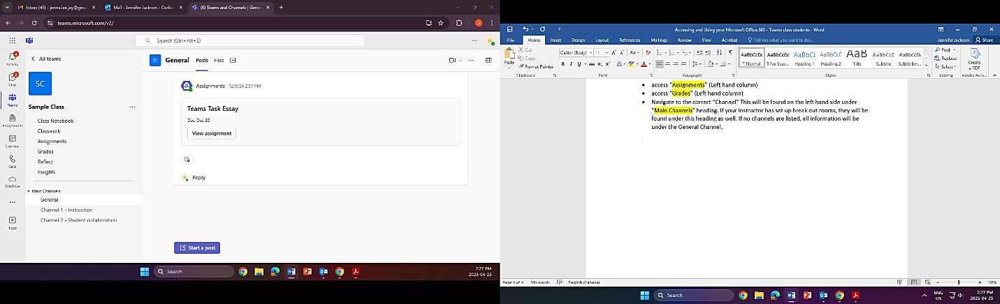 Inbox (46) - jenna.lee.jay@gmai
Mail - Jennifer Jackson - Outloo
(6) Teams and Channels | Gener
teams.microsoft.com/v2/
Search (Ctrl+Alt+E)
Activity
Chat
Teams
Assignments
Calendar
Calls
OneDrive
Apps
All teams
SC
Sample Class
Class Notebook
Classwork
Assignments
Grades
Reflect
Insights
Main Channels
General
Channel 1 - Instruction
Channel 2 - Student collaboration
SC General Posts Files
Assignments 12/5/24 2:57 PM
Teams Task Essay
Due Dec 20
View assignment
Reply
Start a post
Search
2:27 PM
2025-04-25
Accessing and Using your Microsoft Office 365 - Teams class students - Word
File Home Insert Draw Design Layout References Mailings Review View Acrobat Tell me what you want to do...
Jennifer Jackson Share
Paste
Cut
Copy
Format Painter
Calibri (Body) 11
AaBbCcDc AaBbCcDc AaBbCc AaBbCcC AaB AaBbCcD AaBbCcDc
¶ Normal ¶ No Spac... Heading 1 Heading 2 Title Subtitle Subtle Em...
Find
Replace
Select
Create a PDF
Clipboard Font Paragraph Styles Editing Adobe Acro...
• access “Assignments” (Left hand column)
• access “Grades” (Left hand column)
• Navigate to the correct “Channel” This will be found on the left hand side under
“Main Channels” heading. If your instructor has set up break out rooms, they will be
found under this heading as well. If no channels are listed, all information will be
under the General Channel.
Page 4 of 4 346 words English (Canada)
108%
Search
ENG
US
2:27 PM
2025-04-25